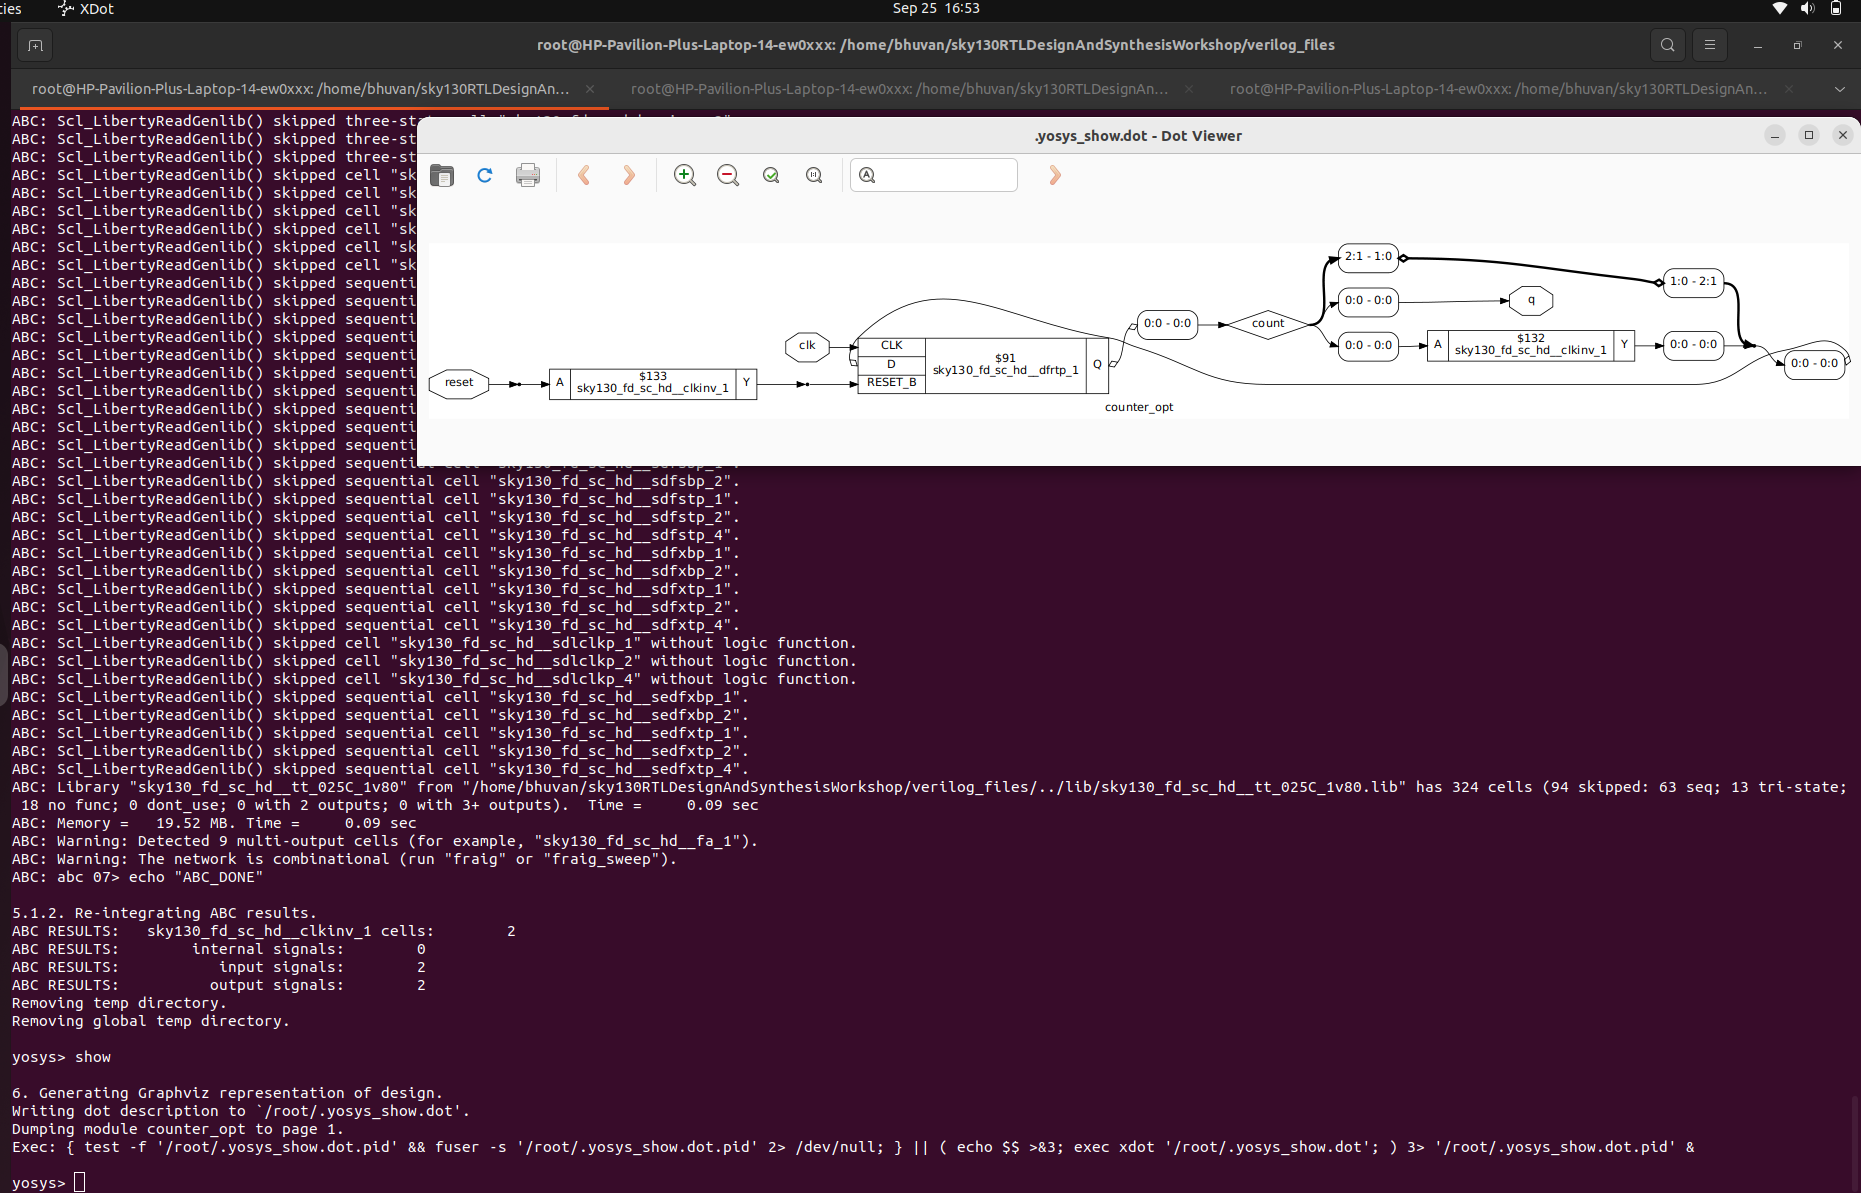 ties
XDot
Sep 25 16:53
root@HP-Pavilion-Plus-Laptop-14-ew0xxx: /home/bhuvan/sky130RTLDesignAndSynthesisWorkshop/verilog_files
root@HP-Pavilion-Plus-Laptop-14-ew0xxx: /home/bhuvan/sky130RTLDesignAn...
root@HP-Pavilion-Plus-Laptop-14-ew0xxx: /home/bhuvan/sky130RTLDesignAn...
root@HP-Pavilion-Plus-Laptop-14-ew0xxx: /home/bhuvan/sky130RTLDesignAn...
.yosys_show.dot - Dot Viewer
reset
A
$133
sky130_fd_sc_hd__clkinv_1
Y
clk
CLK
D
RESET_B
$91
sky130_fd_sc_hd__dfrtp_1
Q
0:0 - 0:0
count
2:1 - 1:0
0:0 - 0:0
0:0 - 0:0
q
A
$132
sky130_fd_sc_hd__clkinv_1
Y
1:0 - 2:1
0:0 - 0:0
0:0 - 0:0
counter_opt
ABC: Scl_LibertyReadGenlib() skipped three-st
ABC: Scl_LibertyReadGenlib() skipped three-st
ABC: Scl_LibertyReadGenlib() skipped three-st
ABC: Scl_LibertyReadGenlib() skipped cell "sk
ABC: Scl_LibertyReadGenlib() skipped cell "sk
ABC: Scl_LibertyReadGenlib() skipped cell "sk
ABC: Scl_LibertyReadGenlib() skipped cell "sk
ABC: Scl_LibertyReadGenlib() skipped cell "sk
ABC: Scl_LibertyReadGenlib() skipped cell "sk
ABC: Scl_LibertyReadGenlib() skipped sequenti
ABC: Scl_LibertyReadGenlib() skipped sequenti
ABC: Scl_LibertyReadGenlib() skipped sequenti
ABC: Scl_LibertyReadGenlib() skipped sequenti
ABC: Scl_LibertyReadGenlib() skipped sequenti
ABC: Scl_LibertyReadGenlib() skipped sequenti
ABC: Scl_LibertyReadGenlib() skipped sequenti
ABC: Scl_LibertyReadGenlib() skipped sequenti
ABC: Scl_LibertyReadGenlib() skipped sequenti
ABC: Scl_LibertyReadGenlib() skipped sequenti
ABC: Scl_LibertyReadGenlib() skipped sequential cell
ABC: Scl_LibertyReadGenlib() skipped sequential cell "sky130_fd_sc_hd__sdfsbp_2".
ABC: Scl_LibertyReadGenlib() skipped sequential cell "sky130_fd_sc_hd__sdfstp_1".
ABC: Scl_LibertyReadGenlib() skipped sequential cell "sky130_fd_sc_hd__sdfstp_2".
ABC: Scl_LibertyReadGenlib() skipped sequential cell "sky130_fd_sc_hd__sdfstp_4".
ABC: Scl_LibertyReadGenlib() skipped sequential cell "sky130_fd_sc_hd__sdfxbp_1".
ABC: Scl_LibertyReadGenlib() skipped sequential cell "sky130_fd_sc_hd__sdfxbp_2".
ABC: Scl_LibertyReadGenlib() skipped sequential cell "sky130_fd_sc_hd__sdfxtp_1".
ABC: Scl_LibertyReadGenlib() skipped sequential cell "sky130_fd_sc_hd__sdfxtp_2".
ABC: Scl_LibertyReadGenlib() skipped sequential cell "sky130_fd_sc_hd__sdfxtp_4".
ABC: Scl_LibertyReadGenlib() skipped cell "sky130_fd_sc_hd__sdlclkp_1" without logic function.
ABC: Scl_LibertyReadGenlib() skipped cell "sky130_fd_sc_hd__sdlclkp_2" without logic function.
ABC: Scl_LibertyReadGenlib() skipped cell "sky130_fd_sc_hd__sdlclkp_4" without logic function.
ABC: Scl_LibertyReadGenlib() skipped sequential cell "sky130_fd_sc_hd__sedfxbp_1".
ABC: Scl_LibertyReadGenlib() skipped sequential cell "sky130_fd_sc_hd__sedfxbp_2".
ABC: Scl_LibertyReadGenlib() skipped sequential cell "sky130_fd_sc_hd__sedfxtp_1".
ABC: Scl_LibertyReadGenlib() skipped sequential cell "sky130_fd_sc_hd__sedfxtp_2".
ABC: Scl_LibertyReadGenlib() skipped sequential cell "sky130_fd_sc_hd__sedfxtp_4".
ABC: Library "sky130_fd_sc_hd__tt_025C_1v80" from "/home/bhuvan/sky130RTLDesignAndSynthesisWorkshop/verilog_files/../lib/sky130_fd_sc_hd__tt_025C_1v80.lib" has 324 cells (94 skipped: 63 seq; 13 tri-state;
18 no func; 0 dont_use; 0 with 2 outputs; 0 with 3+ outputs).  Time =     0.09 sec
ABC: Memory =   19.52 MB. Time =     0.09 sec
ABC: Warning: Detected 9 multi-output cells (for example, "sky130_fd_sc_hd__fa_1").
ABC: Warning: The network is combinational (run "fraig" or "fraig_sweep").
ABC: abc 07> echo "ABC_DONE"
5.1.2. Re-integrating ABC results.
ABC RESULTS:   sky130_fd_sc_hd__clkinv_1 cells:        2
ABC RESULTS:        internal signals:        0
ABC RESULTS:           input signals:        2
ABC RESULTS:          output signals:        2
Removing temp directory.
Removing global temp directory.
yosys> show
6. Generating Graphviz representation of design.
Writing dot description to `/root/.yosys_show.dot'.
Dumping module counter_opt to page 1.
Exec: { test -f '/root/.yosys_show.dot.pid' && fuser -s '/root/.yosys_show.dot.pid' 2> /dev/null; } || ( echo $$ >&3; exec xdot '/root/.yosys_show.dot'; ) 3> '/root/.yosys_show.dot.pid' &
yosys>